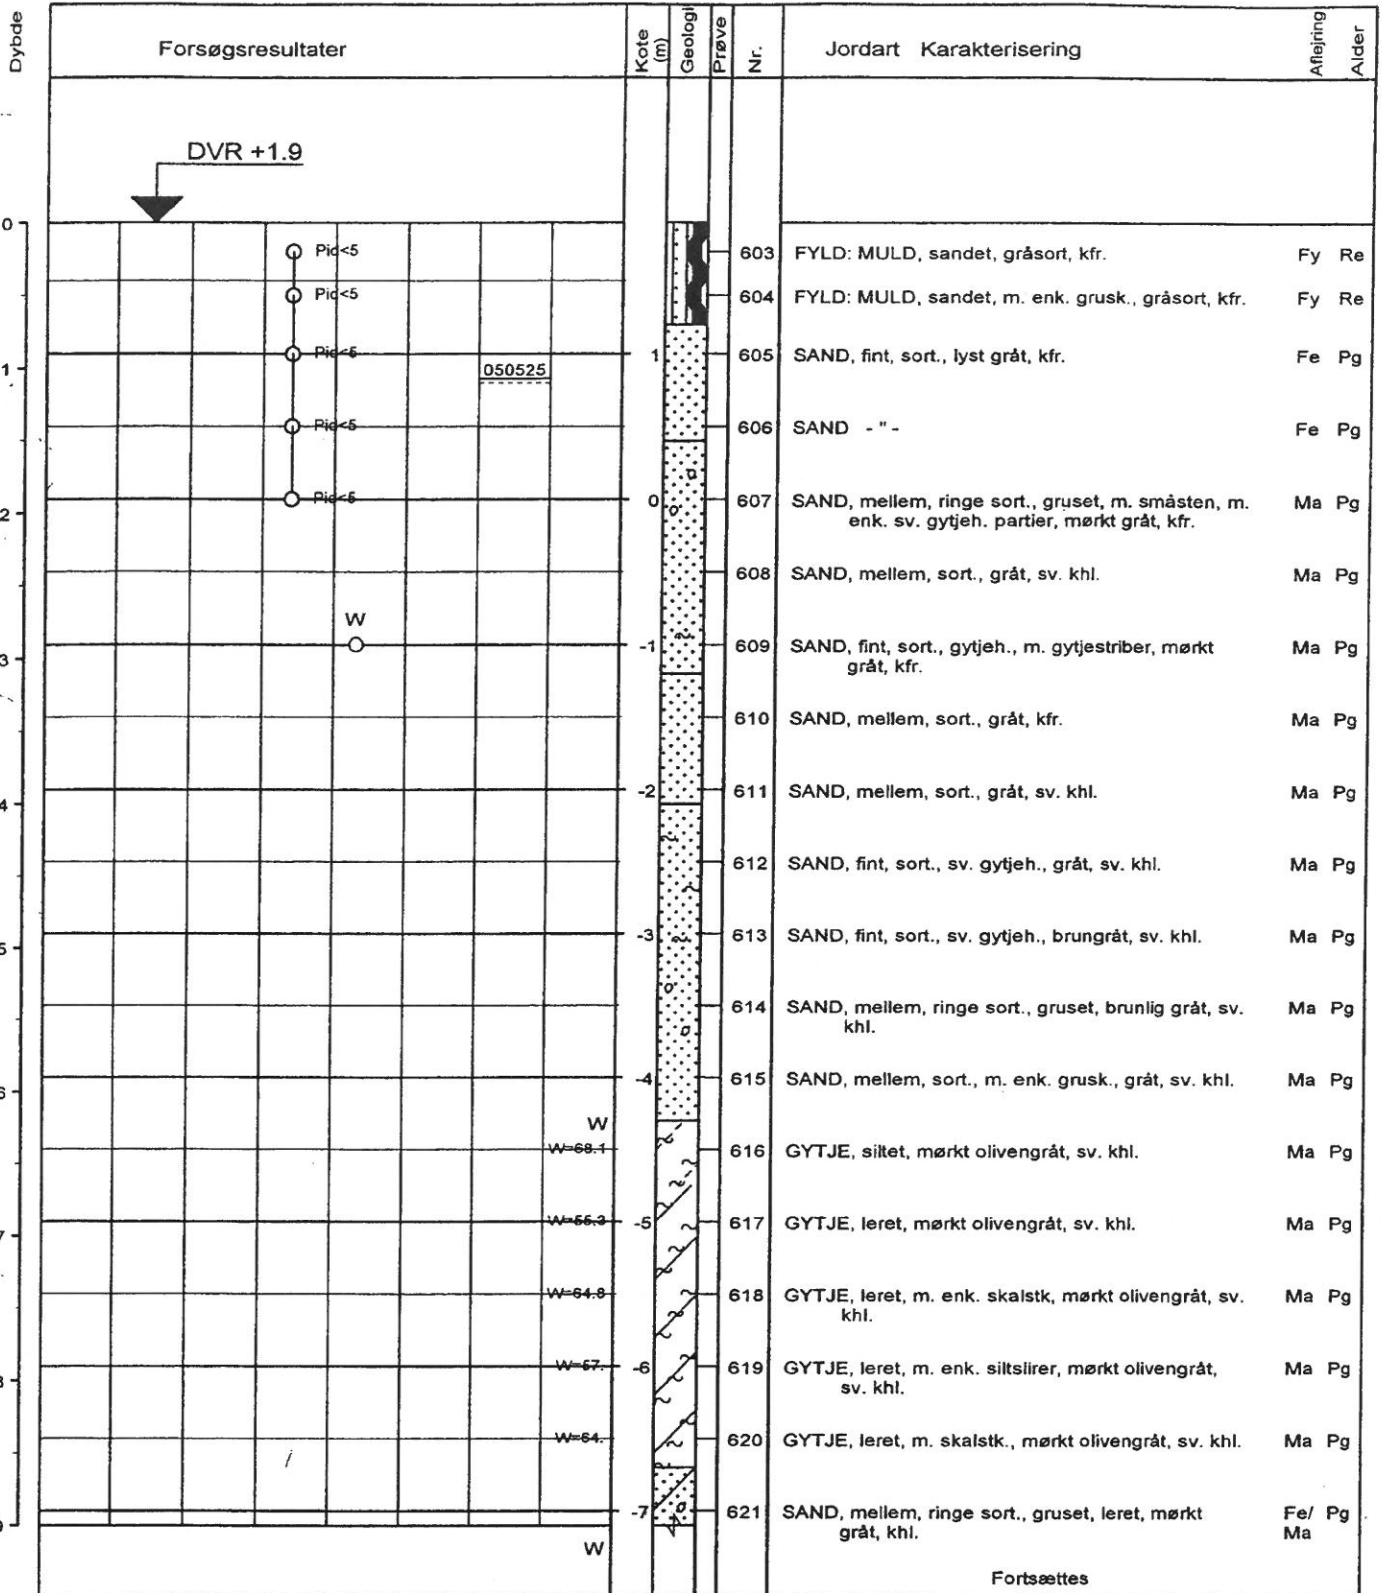 Dybde
Forsøgsresultater
Kote (m)
Geologi
Prøve
Nr.
Jordart Karakterisering
Aflejring
Alder
DVR +1.9
0
Pid<5
603 FYLD: MULD, sandet, gråsort, kfr. Fy Re
Pid<5
604 FYLD: MULD, sandet, m. enk. grusk., gråsort, kfr. Fy Re
Pid<5
1
605 SAND, fint, sort., lyst gråt, kfr. Fe Pg
1
050525
Pid<5
606 SAND - " - Fe Pg
Pid<5
0
607 SAND, mellem, ringe sort., gruset, m. småsten, m. Ma Pg
enk. sv. gytjeh. partier, mørkt gråt, kfr.
2
608 SAND, mellem, sort., gråt, sv. khl. Ma Pg
W
-1
609 SAND, fint, sort., gytjeh., m. gytjestriber, mørkt Ma Pg
gråt, kfr.
3
610 SAND, mellem, sort., gråt, kfr. Ma Pg
-2
611 SAND, mellem, sort., gråt, sv. khl. Ma Pg
4
612 SAND, fint, sort., sv. gytjeh., gråt, sv. khl. Ma Pg
-3
613 SAND, fint, sort., sv. gytjeh., brungråt, sv. khl. Ma Pg
5
614 SAND, mellem, ringe sort., gruset, brunlig gråt, sv. Ma Pg
khl.
-4
615 SAND, mellem, sort., m. enk. grusk., gråt, sv. khl. Ma Pg
6
W
W=68.1
616 GYTJE, siltet, mørkt olivengråt, sv. khl. Ma Pg
W=55.3
-5
617 GYTJE, leret, mørkt olivengråt, sv. khl. Ma Pg
7
W=64.8
618 GYTJE, leret, m. enk. skalstk, mørkt olivengråt, sv. Ma Pg
khl.
W=57.
-6
619 GYTJE, leret, m. enk. siltslirer, mørkt olivengråt, Ma Pg
sv. khl.
8
W=64.
620 GYTJE, leret, m. skalstk., mørkt olivengråt, sv. khl. Ma Pg
-7
621 SAND, mellem, ringe sort., gruset, leret, mørkt Fe/ Pg
gråt, khl. Ma
9
W
Fortsættes